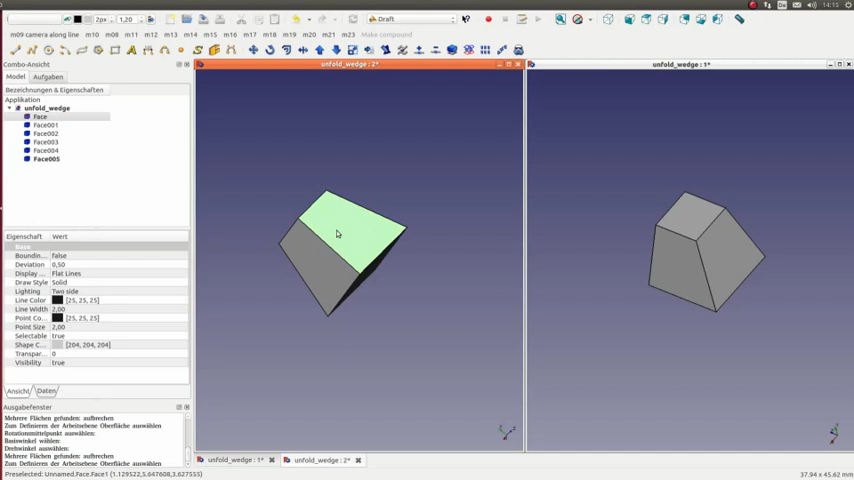 De
14:15
2px
1,20
Draft
m09 camera along line
m10
m08
m11
m12
m13
m14
m15
m16
m17
m18
m19
m20
m21
m23
Make compound
Combo-Ansicht
Model
Aufgaben
Bezeichnungen & Eigenschaften
Applikation
unfold_wedge
Face
Face001
Face002
Face003
Face004
Face005
unfold_wedge : 2*
unfold_wedge : 1*
Eigenschaft Wert
Base
Boundin... false
Deviation 0,50
Display ... Flat Lines
Draw Style Solid
Lighting Two side
Line Color [25, 25, 25]
Line Width 2,00
Point Co... [25, 25, 25]
Point Size 2,00
Selectable true
Shape C... [204, 204, 204]
Transpar... 0
Visibility true
Ansicht
Daten
Ausgabefenster
Mehrere Flächen gefunden: aufbrechen
Zum Definieren der Arbeitsebene Oberfläche auswählen
Rotationsmittelpunkt auswählen:
Basiswinkel wählen:
Drehwinkel auswählen:
Mehrere Flächen gefunden: aufbrechen
Zum Definieren der Arbeitsebene Oberfläche auswählen
unfold_wedge : 1*
unfold_wedge : 2*
Preselected: Unnamed.Face.Face1 (1.129522,5.647608,3.627555)
37.94 x 45.62 mm